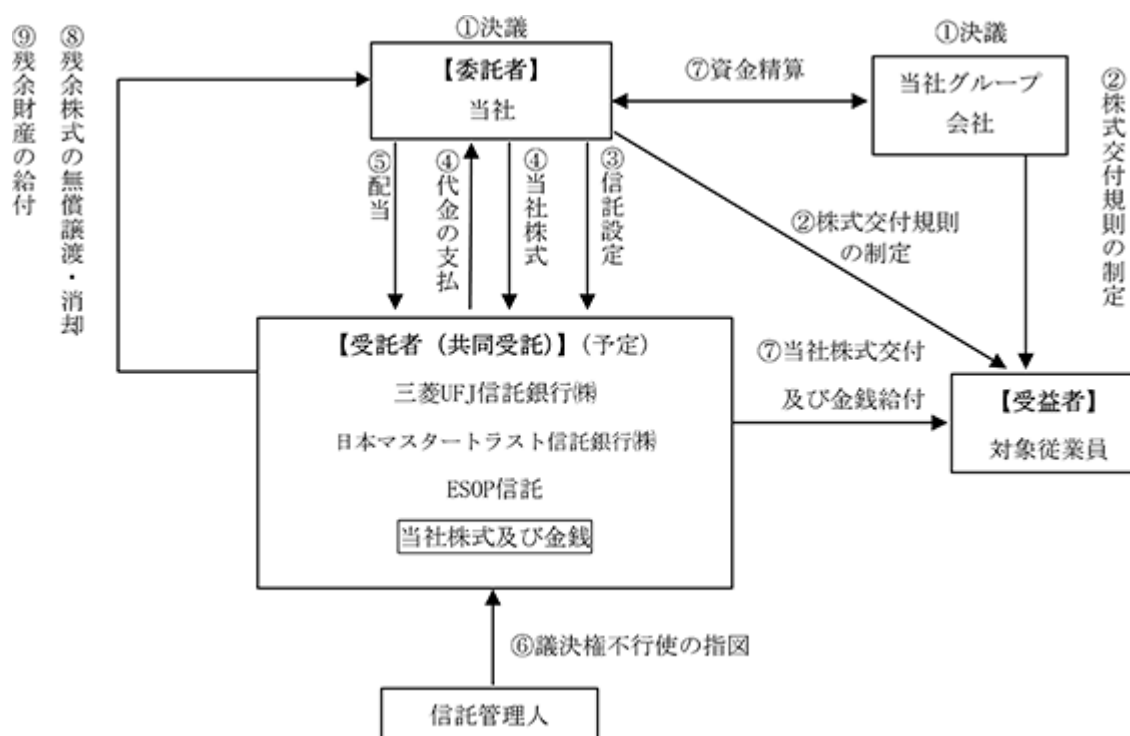 ⑨残余財産の給付
⑧残余株式の無償譲渡・消却
①決議
【委託者】
当社
⑦資金精算
①決議
当社グループ
会社
②株式交付規則の制定
⑤配当
④代金の支払
④当社株式
③信託設定
②株式交付規則
の制定
【受託者（共同受託）】（予定）
三菱UFJ信託銀行㈱
日本マスタートラスト信託銀行㈱
ESOP信託
当社株式及び金銭
⑦当社株式交付
及び金銭給付
【受益者】
対象従業員
⑥議決権不行使の指図
信託管理人